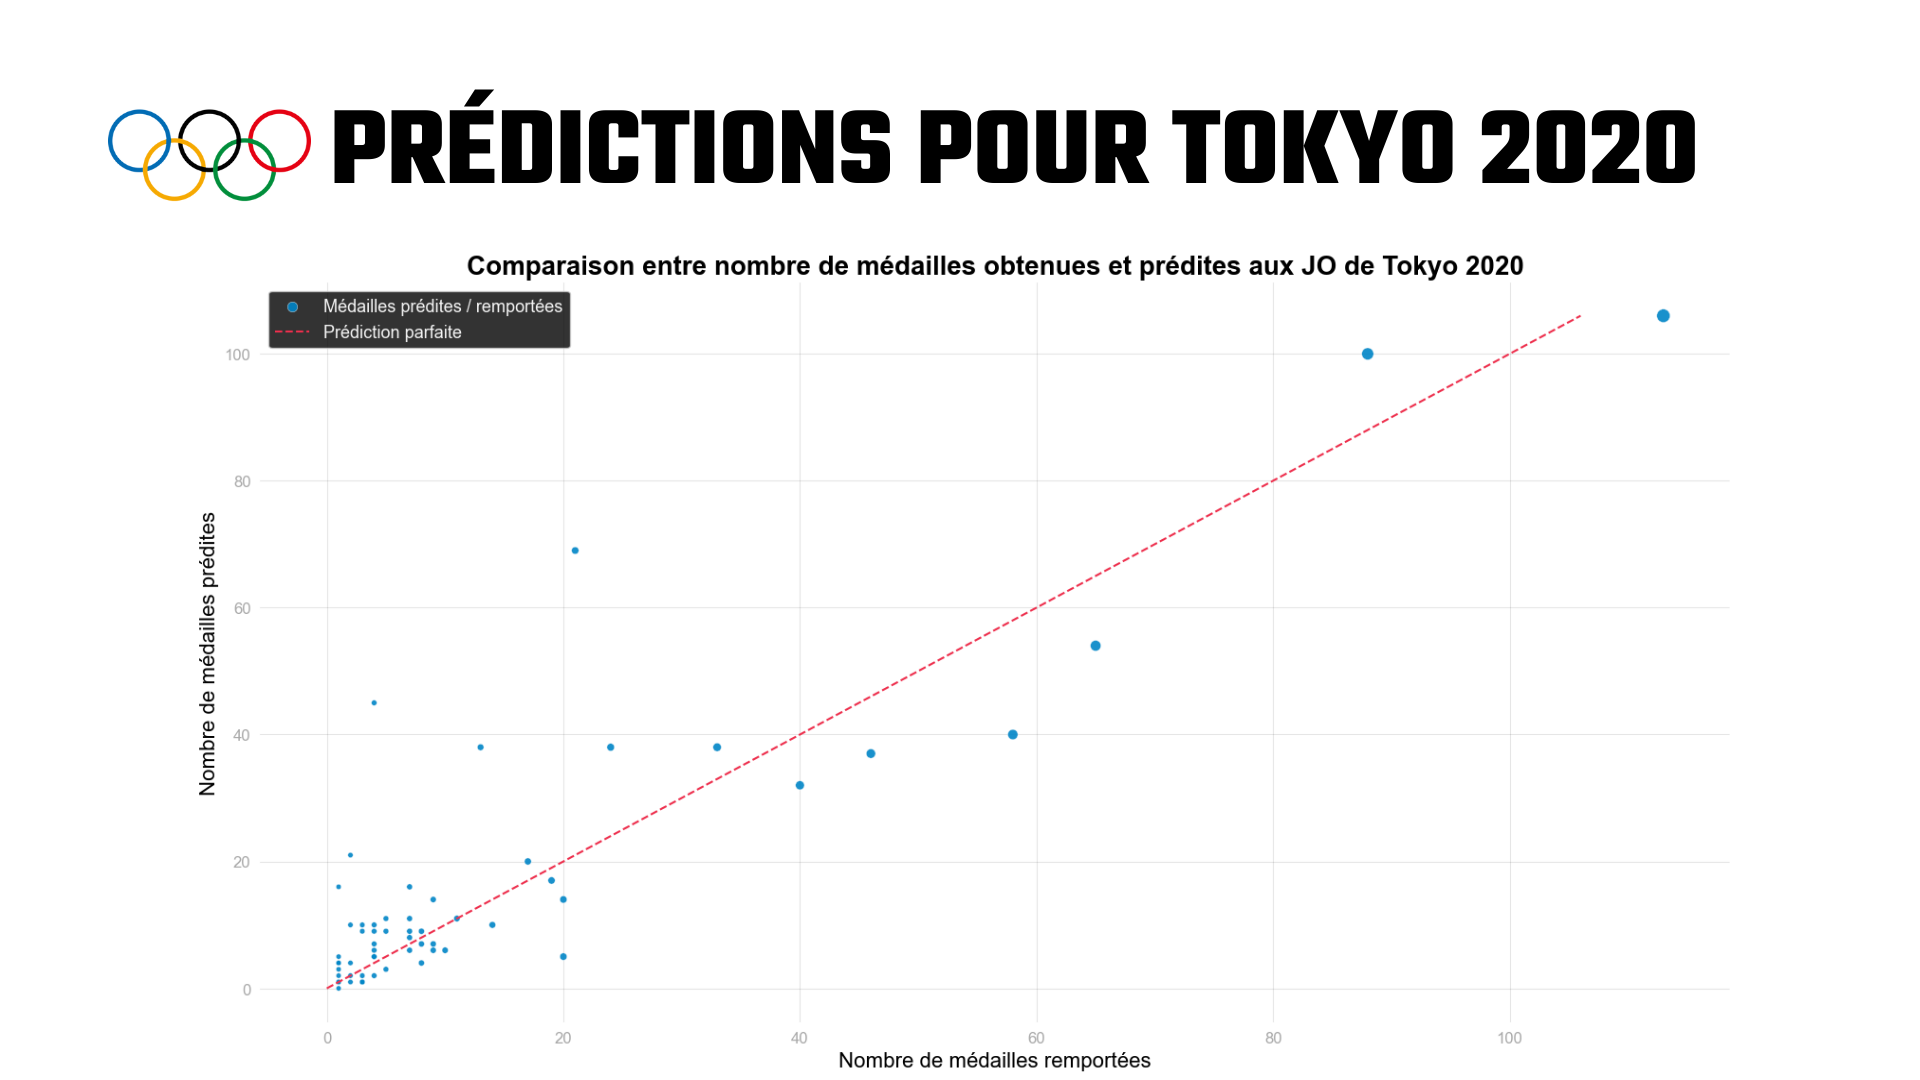 PRÉDICTIONS POUR TOKYO 2020
Comparaison entre nombre de médailles obtenues et prédites aux JO de Tokyo 2020
Médailles prédites / remportées
Prédiction parfaite
Nombre de médailles prédites
100
80
60
40
20
0
0 20 40 60 80 100
Nombre de médailles remportées